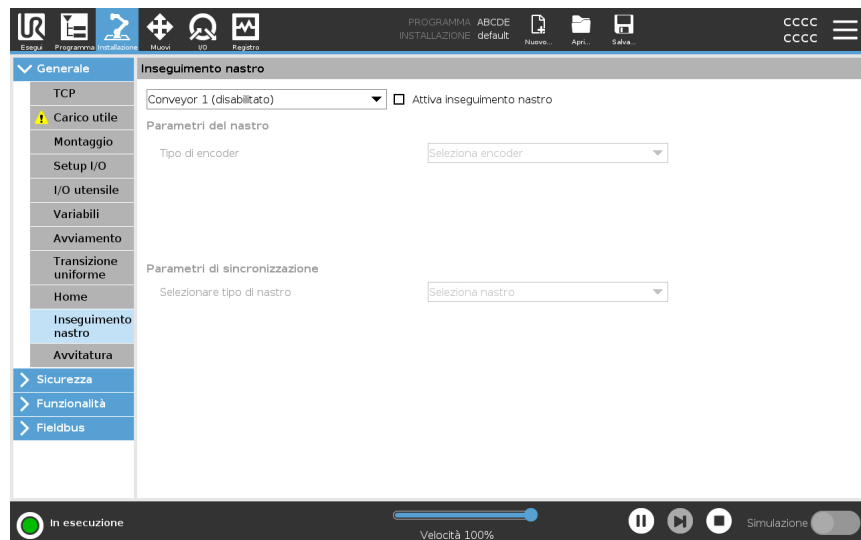 PROGRAMMA ABCDE
INSTALLAZIONE default
CCCC
CCCC
Esegui Programma Installazione Muovi I/O Registro Nuovo... Apri... Salva...
Generale
TCP
Carico utile
Montaggio
Setup I/O
I/O utensile
Variabili
Avviamento
Transizione
uniforme
Home
Inseguimento
nastro
Avvitatura
Sicurezza
Funzionalità
Fieldbus
Inseguimento nastro
Conveyor 1 (disabilitato) Attiva inseguimento nastro
Parametri del nastro
Tipo di encoder Seleziona encoder
Parametri di sincronizzazione
Selezionare tipo di nastro Seleziona nastro
In esecuzione
Velocità 100%
Simulazione